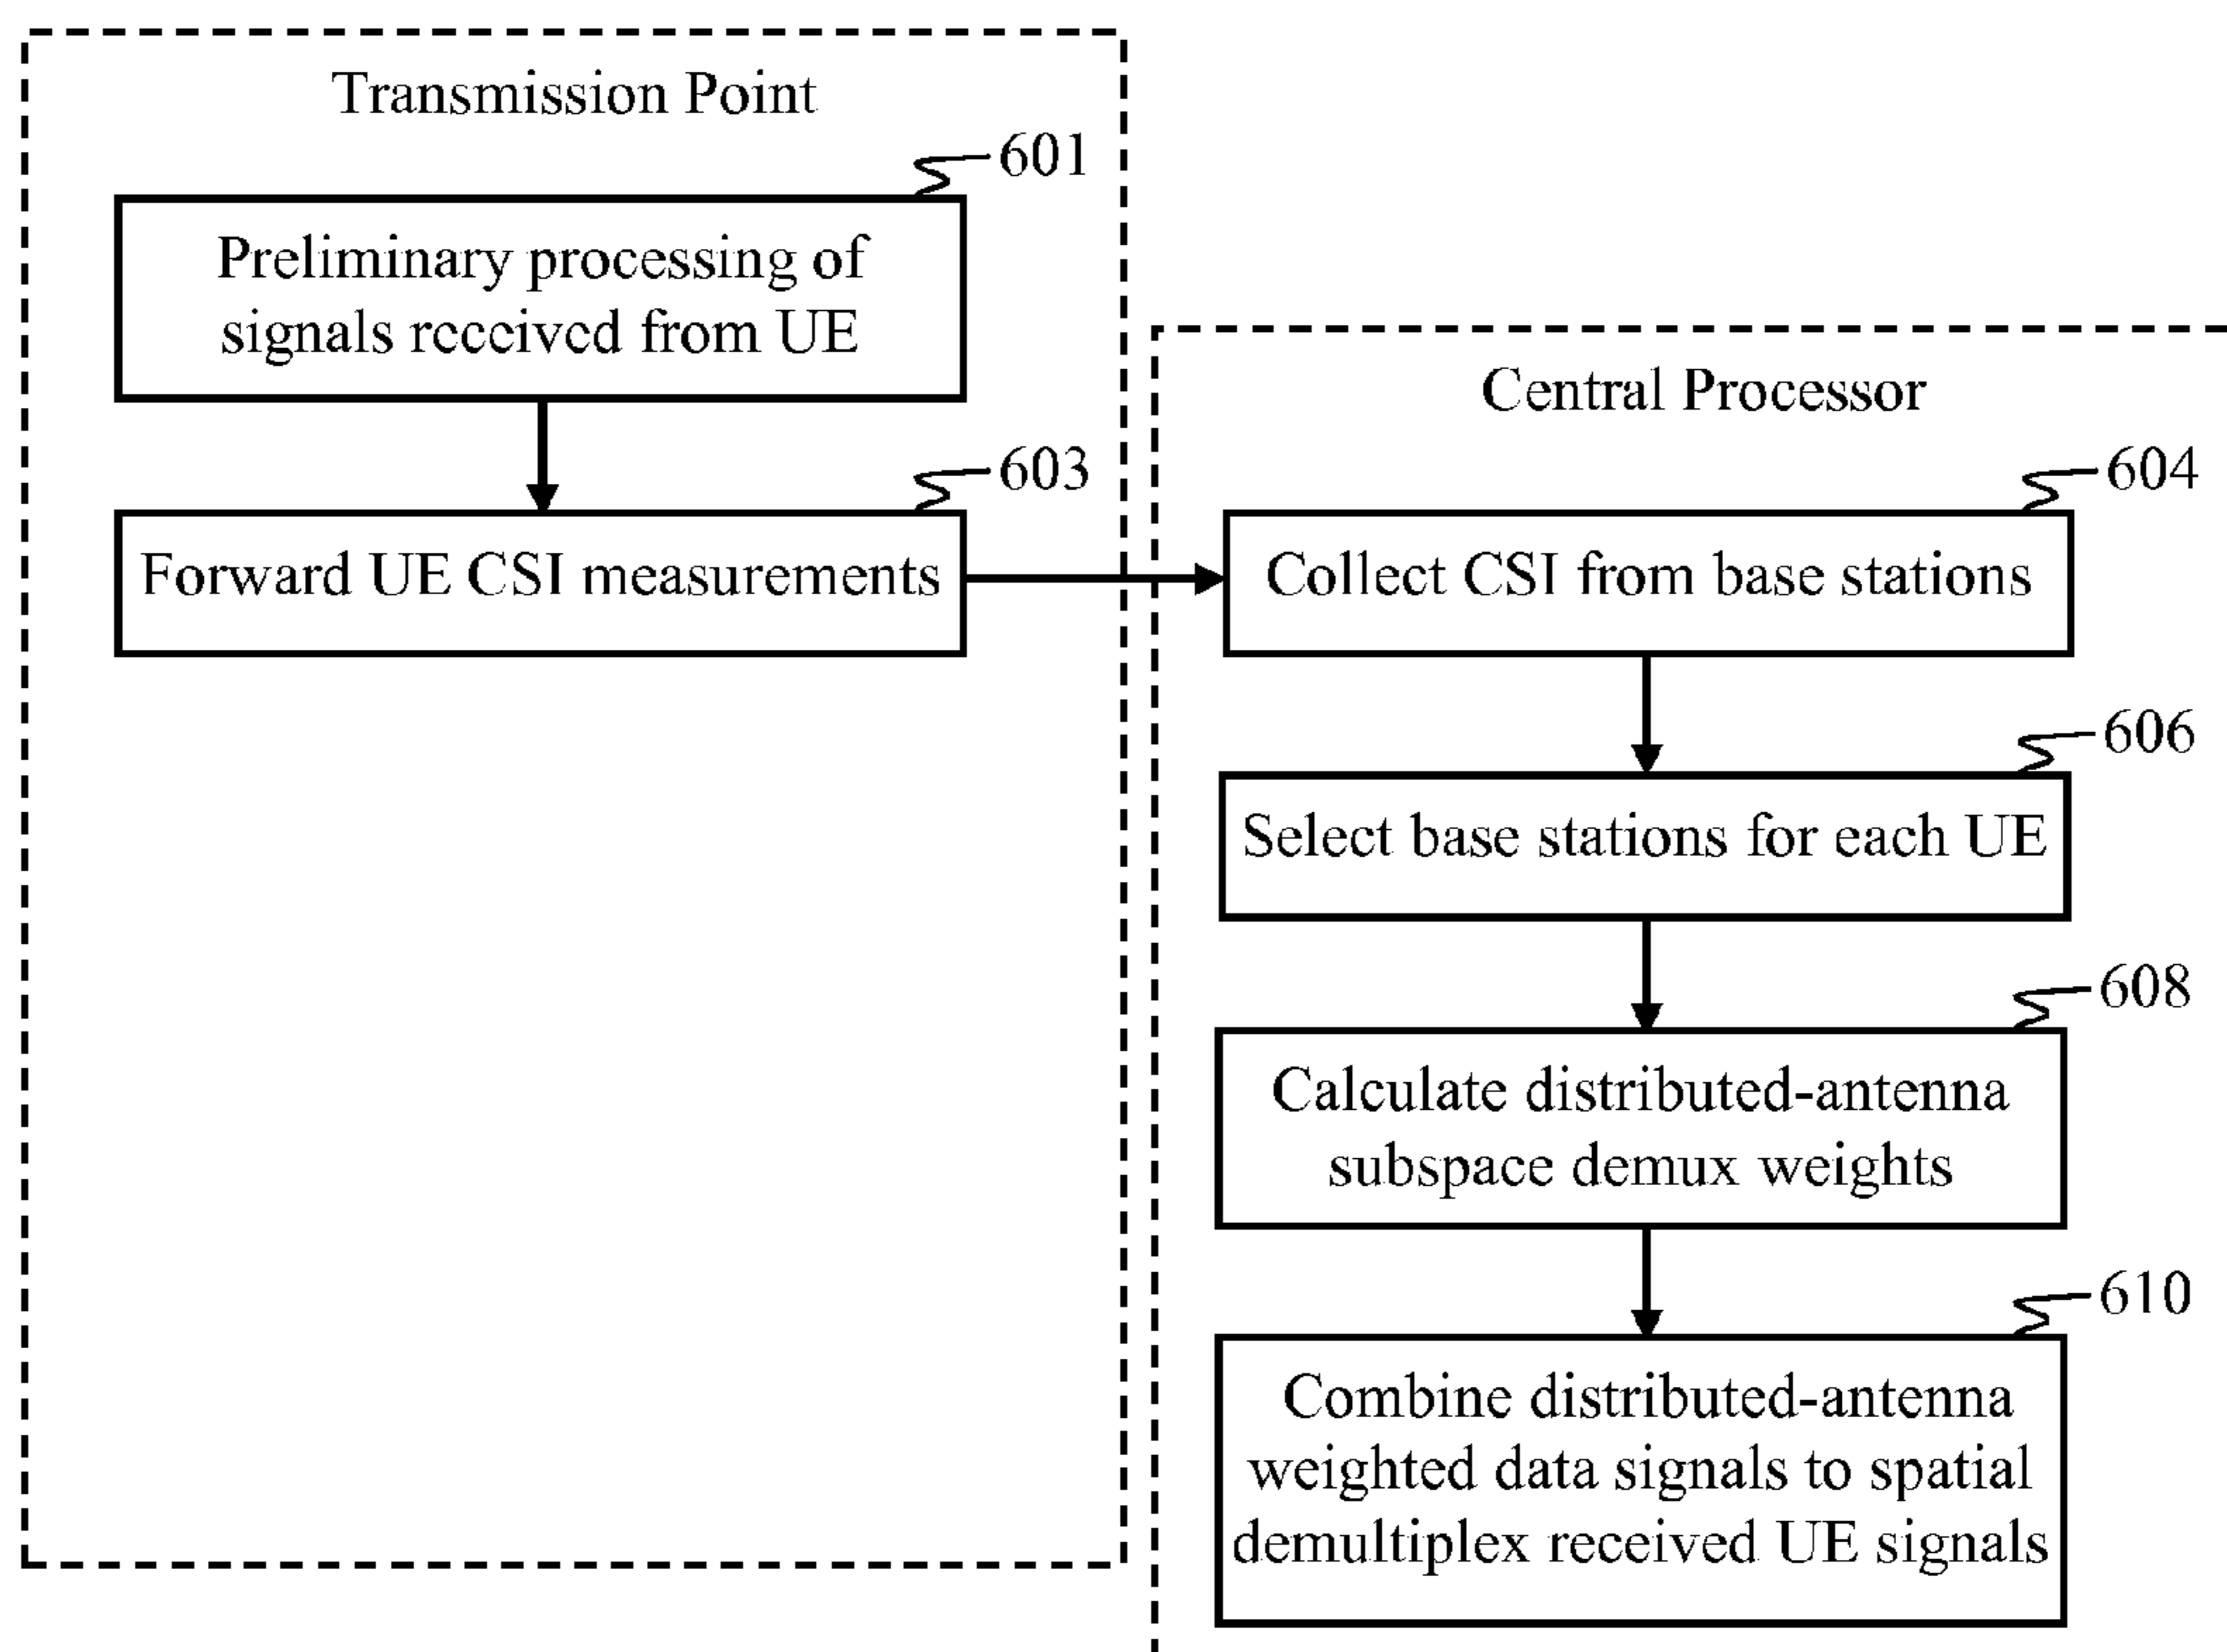 Transmission Point
601
Preliminary processing of
signals received from UE
603
Forward UE CSI measurements
Central Processor
604
Collect CSI from base stations
606
Select base stations for each UE
608
Calculate distributed-antenna
subspace demux weights
610
Combine distributed-antenna
weighted data signals to spatial
demultiplex received UE signals